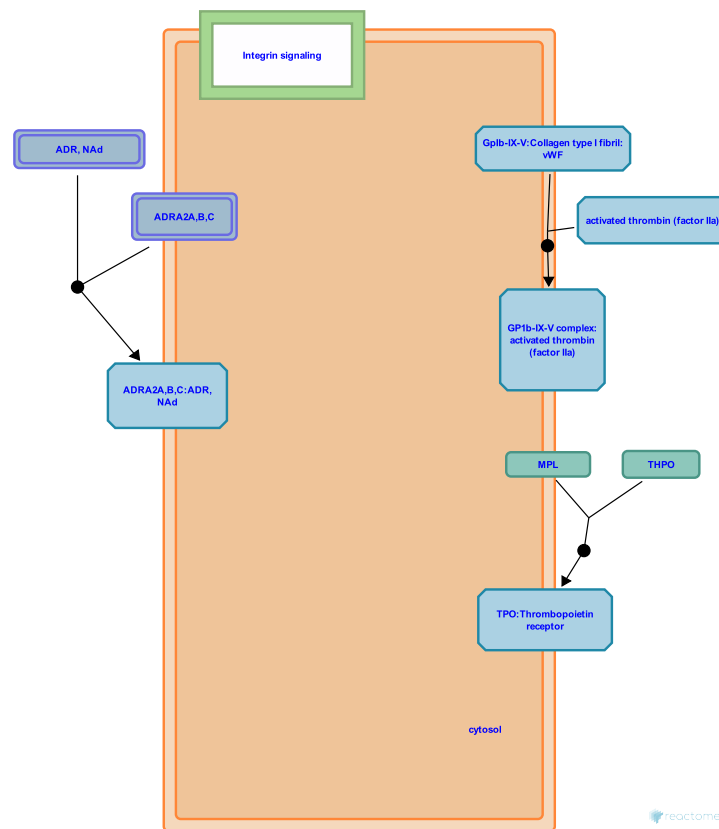 Integrin signaling
ADR, NAd
GpIb-IX-V:Collagen type I fibril:
vWF
ADRA2A,B,C
activated thrombin (factor IIa)
GP1b-IX-V complex:
activated thrombin
(factor IIa)
ADRA2A,B,C:ADR,
NAd
MPL
THPO
TPO:Thrombopoietin
receptor
cytosol
reactome